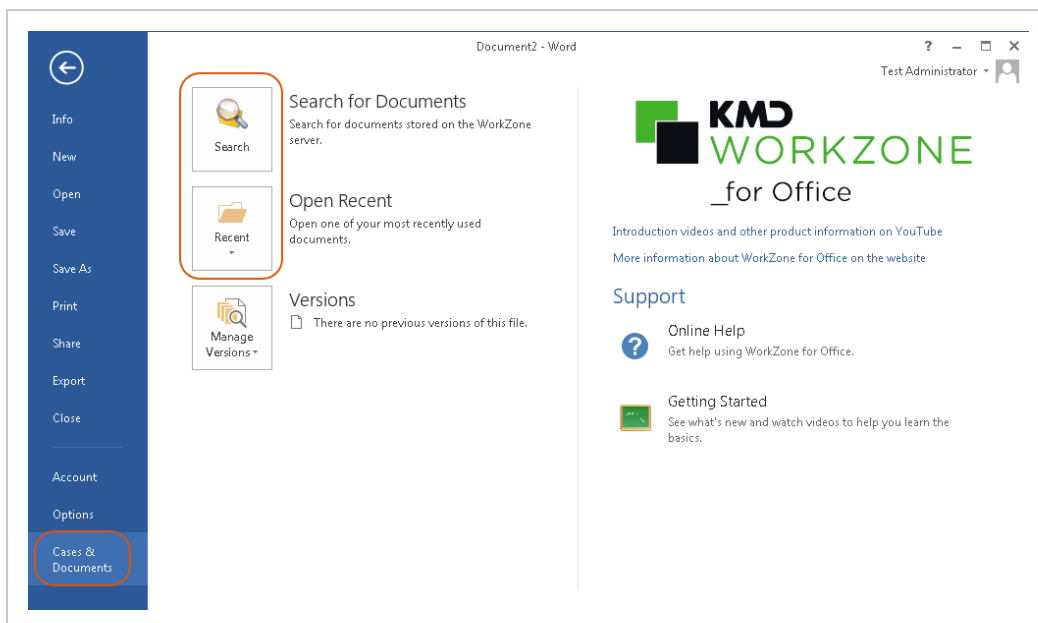 Document2 - Word
?
Test Administrator
Info
New
Open
Save
Save As
Print
Share
Export
Close
Account
Options
Cases &
Documents
Search
Search for Documents
Search for documents stored on the WorkZone
server.
Recent
Open Recent
Open one of your most recently used
documents.
Manage
Versions
Versions
There are no previous versions of this file.
KMD
WORKZONE
_for Office
Introduction videos and other product information on YouTube
More information about WorkZone for Office on the website
Support
?
Online Help
Get help using WorkZone for Office.
Getting Started
See what's new and watch videos to help you learn the
basics.